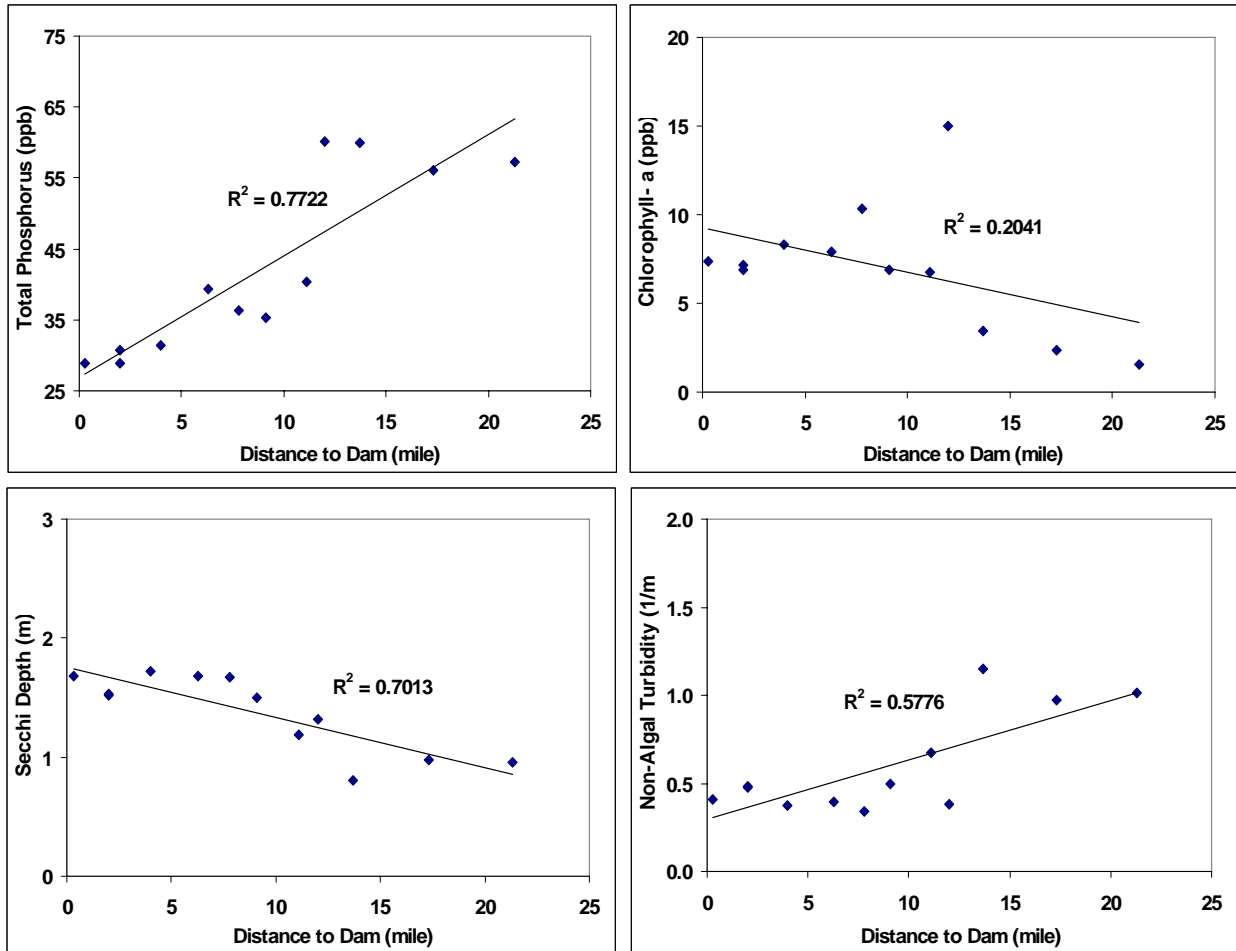 75
65
55
45
35
25
Total Phosphorus (ppb)
R² = 0.7722
0 5 10 15 20 25
Distance to Dam (mile)
20
15
10
5
0
Chlorophyll- a (ppb)
R² = 0.2041
0 5 10 15 20 25
Distance to Dam (mile)
3
2
1
0
Secchi Depth (m)
R² = 0.7013
0 5 10 15 20 25
Distance to Dam (mile)
2.0
1.5
1.0
0.5
0.0
Non-Algal Turbidity (1/m
R² = 0.5776
0 5 10 15 20 25
Distance to Dam (mile)